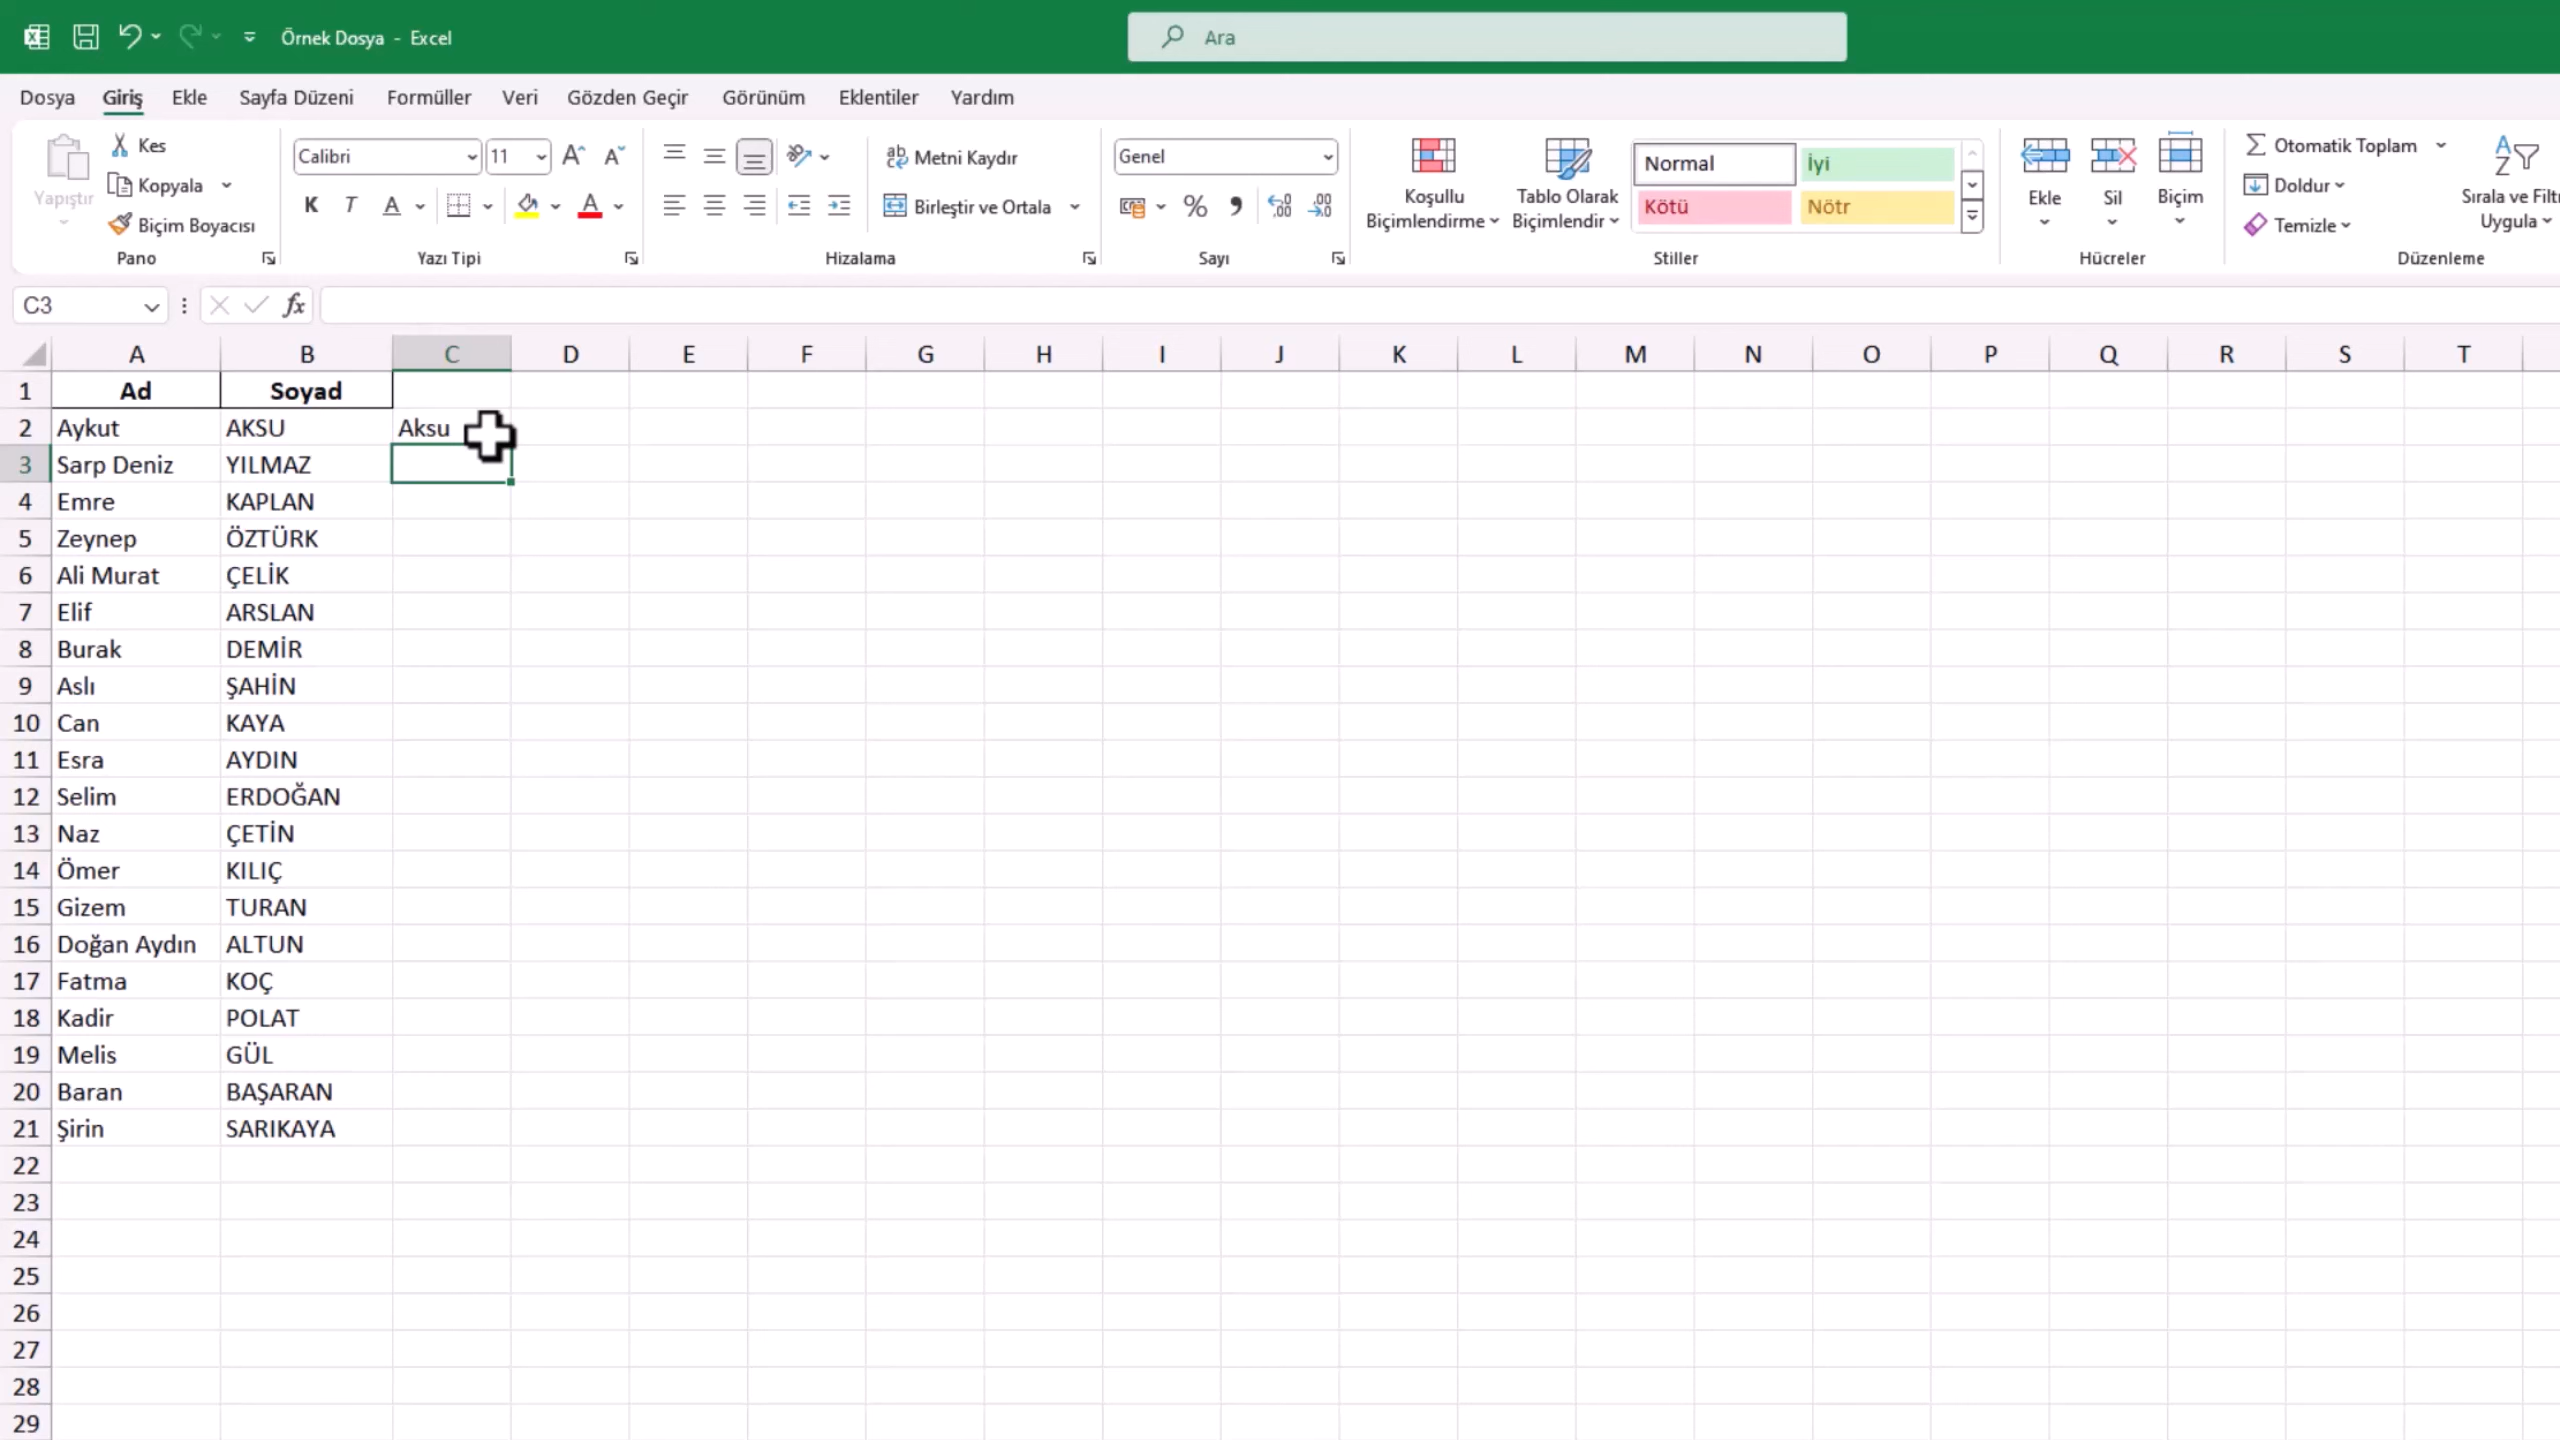 Örnek Dosya - Excel
Ara
Dosya Giriş Ekle Sayfa Düzeni Formüller Veri Gözden Geçir Görünüm Eklentiler Yardım
Yapıştır
Kes
Kopyala
Biçim Boyacısı
Pano
Calibri 11
K T A
Yazı Tipi
Metni Kaydır
Birleştir ve Ortala
Hizalama
Genel
Sayı
Koşullu
Biçimlendirme
Tablo Olarak
Biçimlendir
Normal İyi
Kötü Nötr
Stiller
Ekle Sil Biçim
Hücreler
Otomatik Toplam
Doldur
Temizle
Sırala ve Filt
Uygula
Düzenleme
C3 fx
A B C D E F G H I J K L M N O P Q R S T
1 Ad Soyad
2 Aykut AKSU Aksu
3 Sarp Deniz YILMAZ
4 Emre KAPLAN
5 Zeynep ÖZTÜRK
6 Ali Murat ÇELİK
7 Elif ARSLAN
8 Burak DEMİR
9 Aslı ŞAHİN
10 Can KAYA
11 Esra AYDIN
12 Selim ERDOĞAN
13 Naz ÇETİN
14 Ömer KILIÇ
15 Gizem TURAN
16 Doğan Aydın ALTUN
17 Fatma KOÇ
18 Kadir POLAT
19 Melis GÜL
20 Baran BAŞARAN
21 Şirin SARIKAYA
22
23
24
25
26
27
28
29